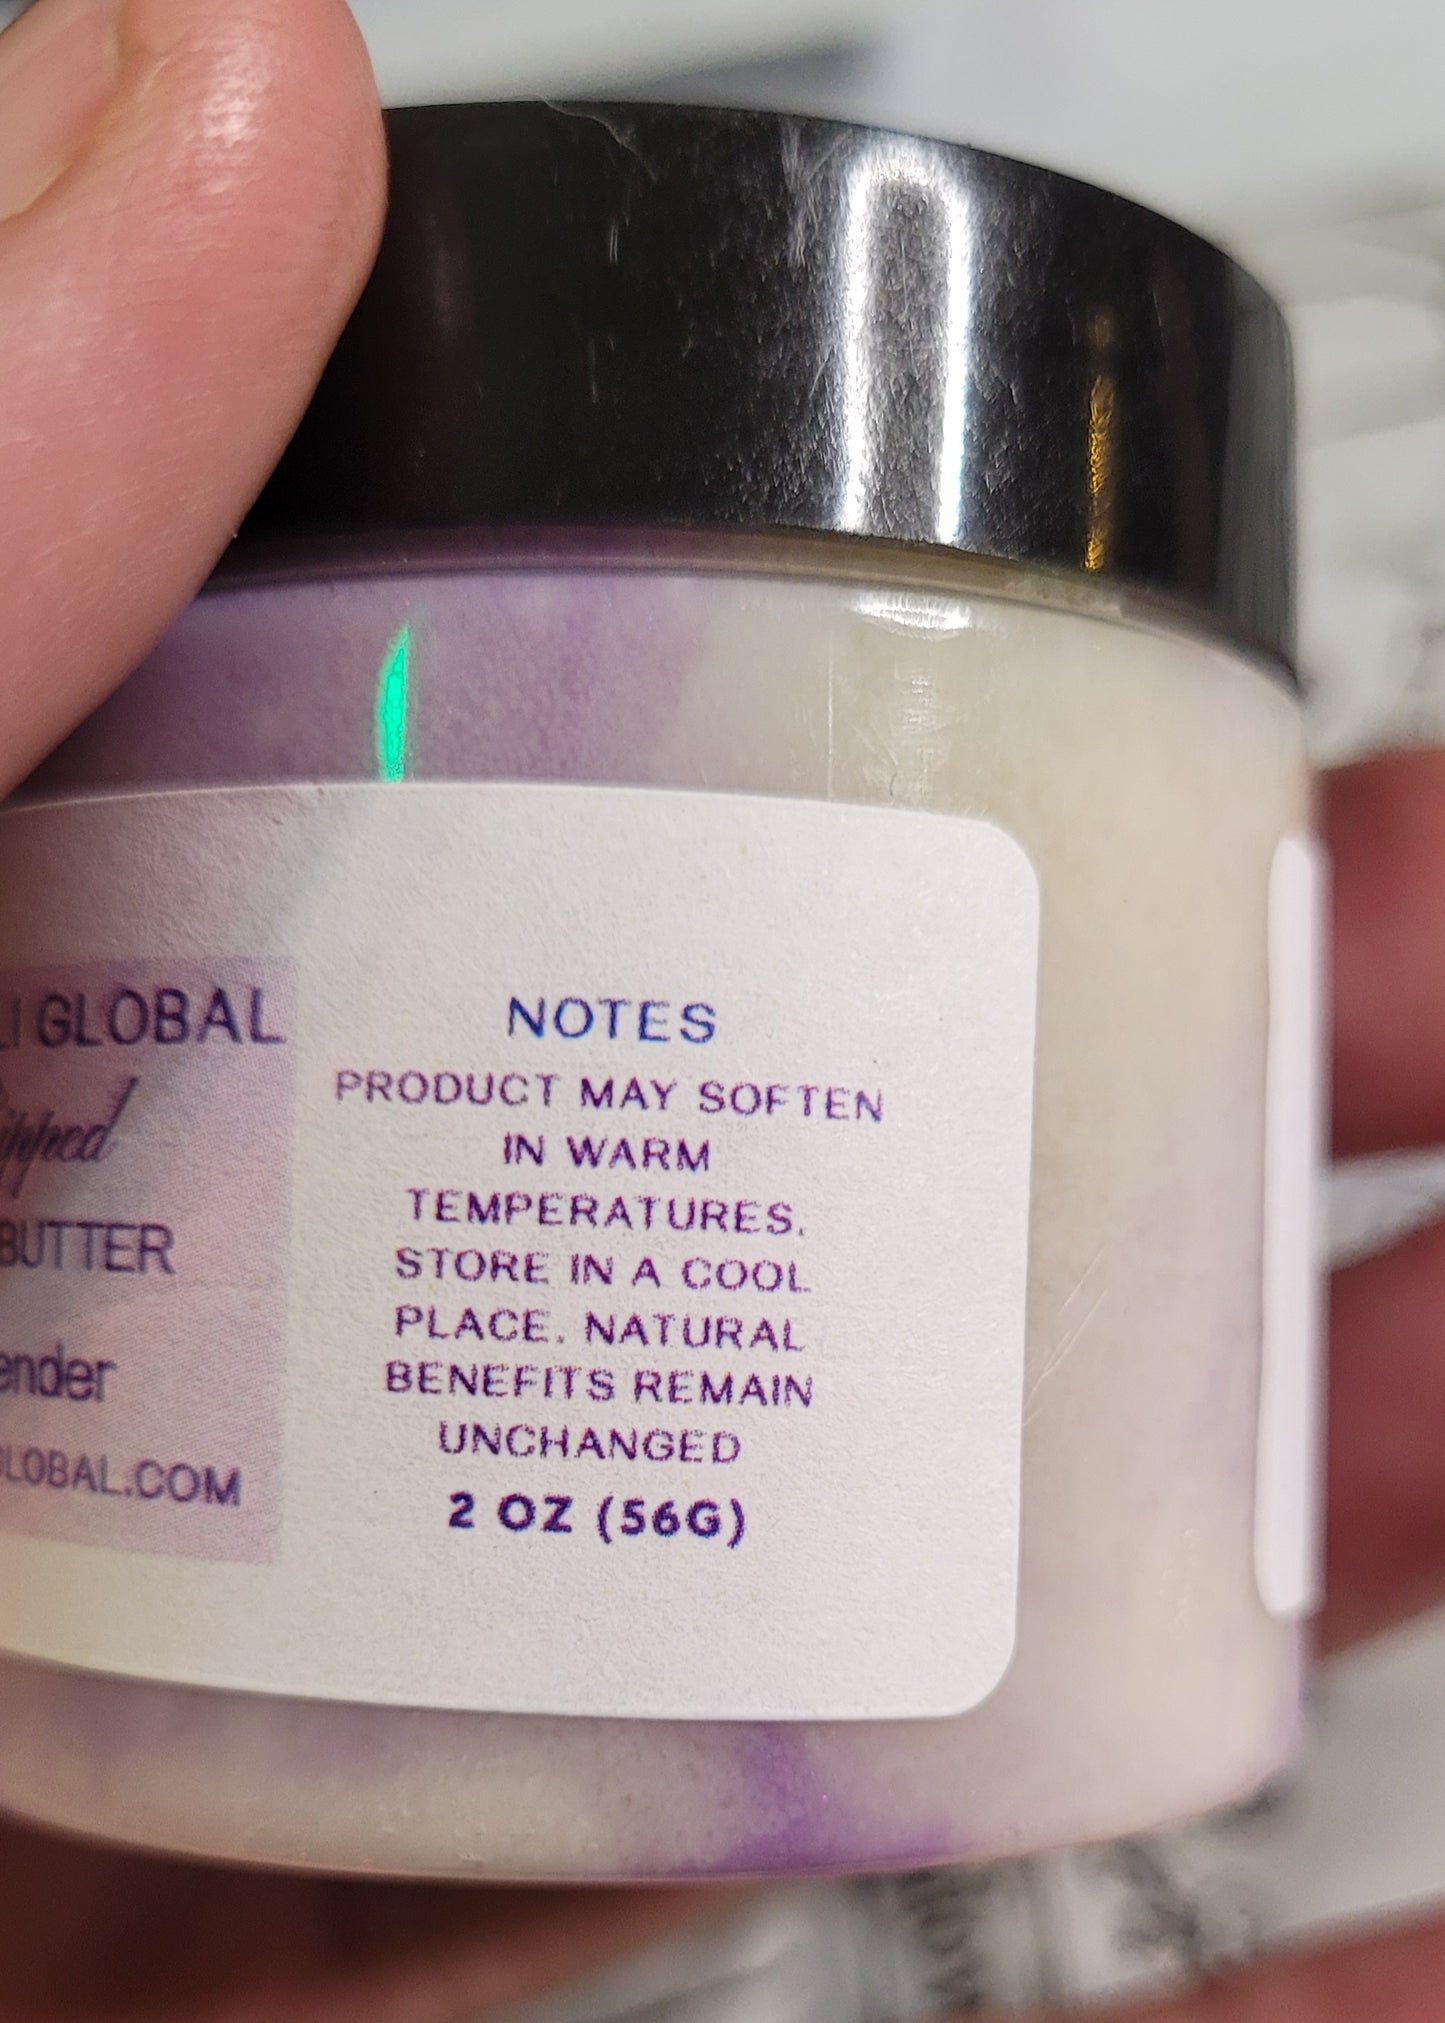 GLOBAL
BUTTER
NOTES
PRODUCT MAY SOFTEN
IN WARM
TEMPERATURES.
STORE IN A COOL
PLACE. NATURAL
BENEFITS REMAIN
UNCHANGED
2 OZ (56G)